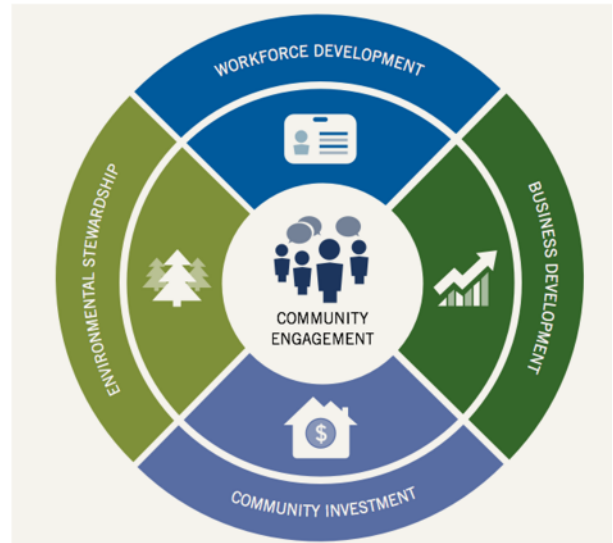 WORKFORCE DEVELOPMENT
ENVIRONMENTAL STEWARDSHIP
BUSINESS DEVELOPMENT
COMMUNITY
ENGAGEMENT
$
COMMUNITY INVESTMENT